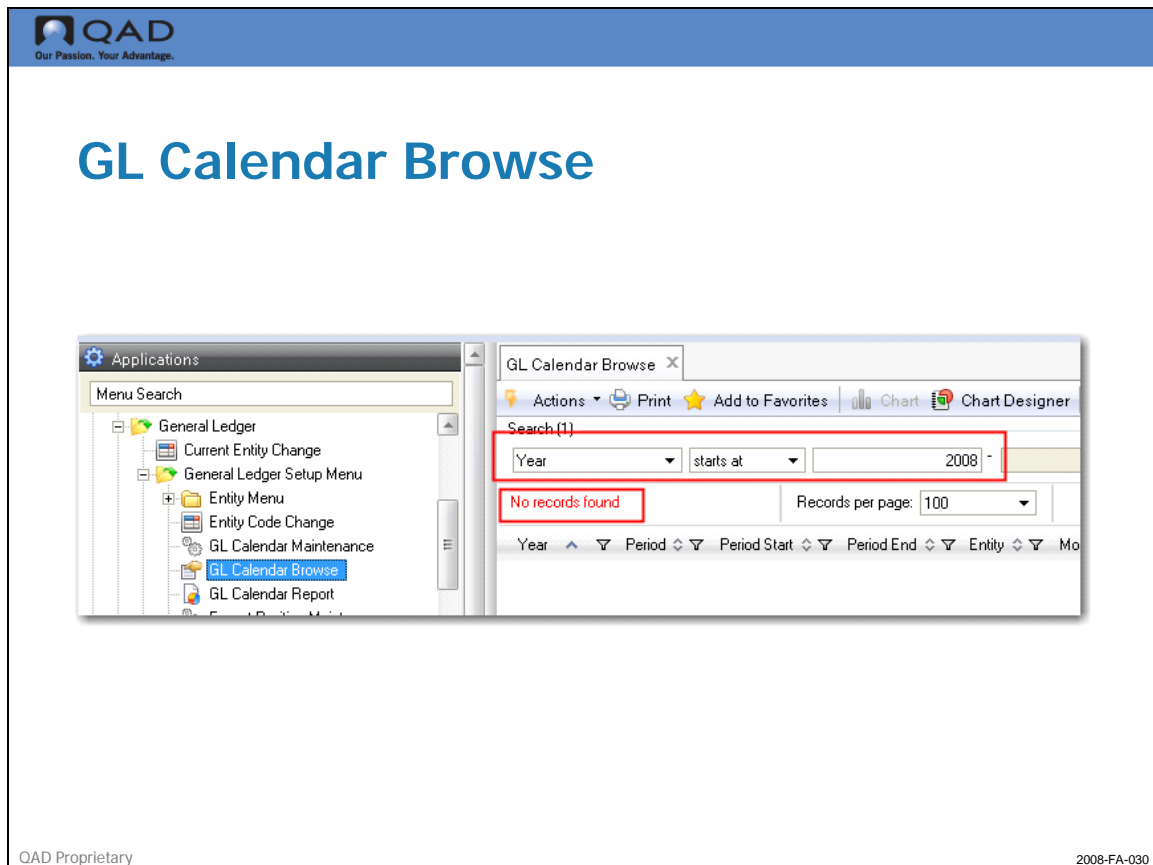 QAD
Our Passion. Your Advantage.
GL Calendar Browse
Applications
Menu Search
General Ledger
Current Entity Change
General Ledger Setup Menu
Entity Menu
Entity Code Change
GL Calendar Maintenance
GL Calendar Browse
GL Calendar Report
GL Calendar Browse
Actions Print Add to Favorites Chart Chart Designer
Search (1)
Year starts at 2008 -
No records found Records per page: 100
Year Period Period Start Period End Entity Mo
QAD Proprietary 2008-FA-030